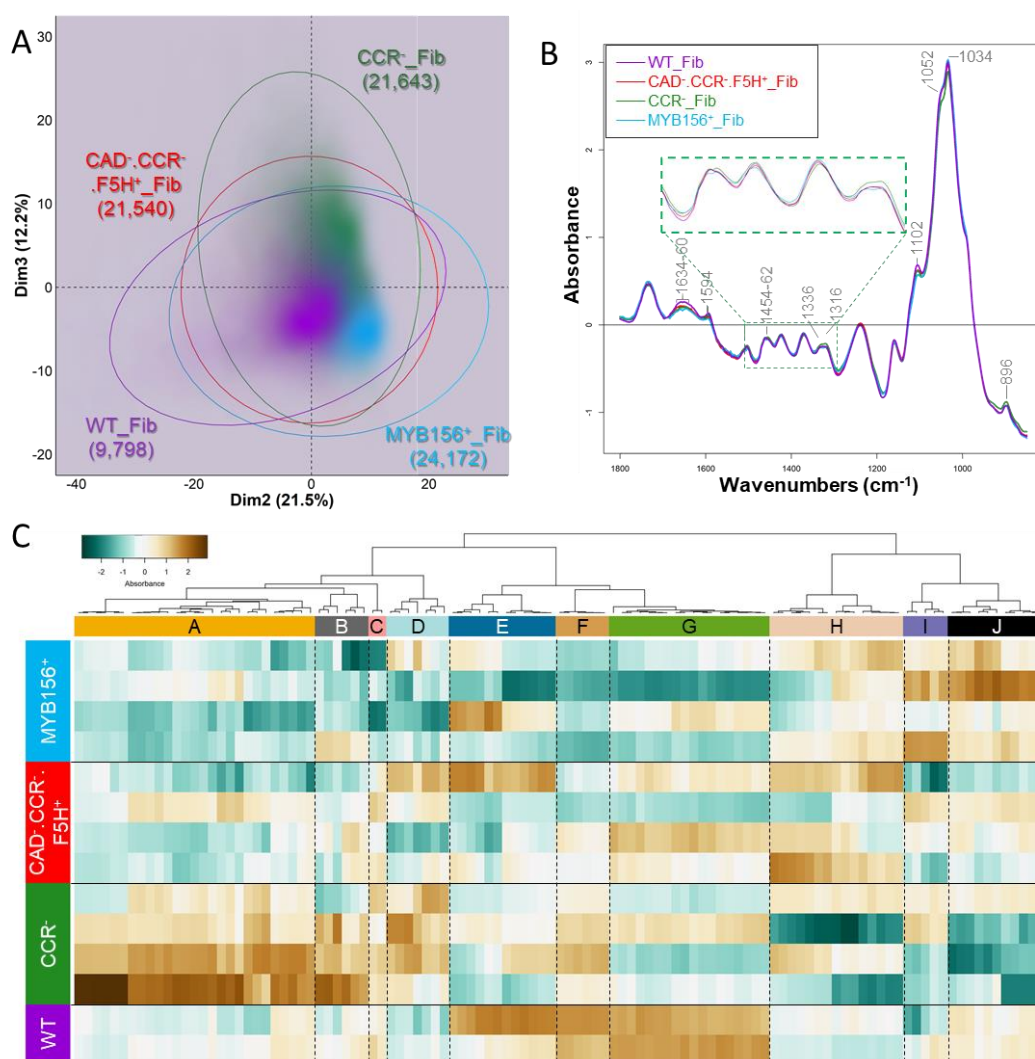 A
30
20
10
0
-10
-20
Dim3 (12.2%)
CCR-_Fib
(21,643)
CAD-.CCR-
.F5H+_Fib
(21,540)
WT_Fib
(9,798)
MYB156+_Fib
(24,172)
-40
-20
0
20
Dim2 (21.5%)
B
WT_Fib
CAD-.CCR-.F5H+_Fib
CCR-_Fib
MYB156+_Fib
3
2
1
0
-1
Absorbance
1634-60
1594
1454-62
1336
1316
1102
1052
1034
896
1800
1600
1400
1200
1000
Wavenumbers (cm-1)
C
-2 -1 0 1 2
Absorbance
A B C D E F G H I J
MYB156+
CAD-.CCR-.
F5H+
CCR-
WT